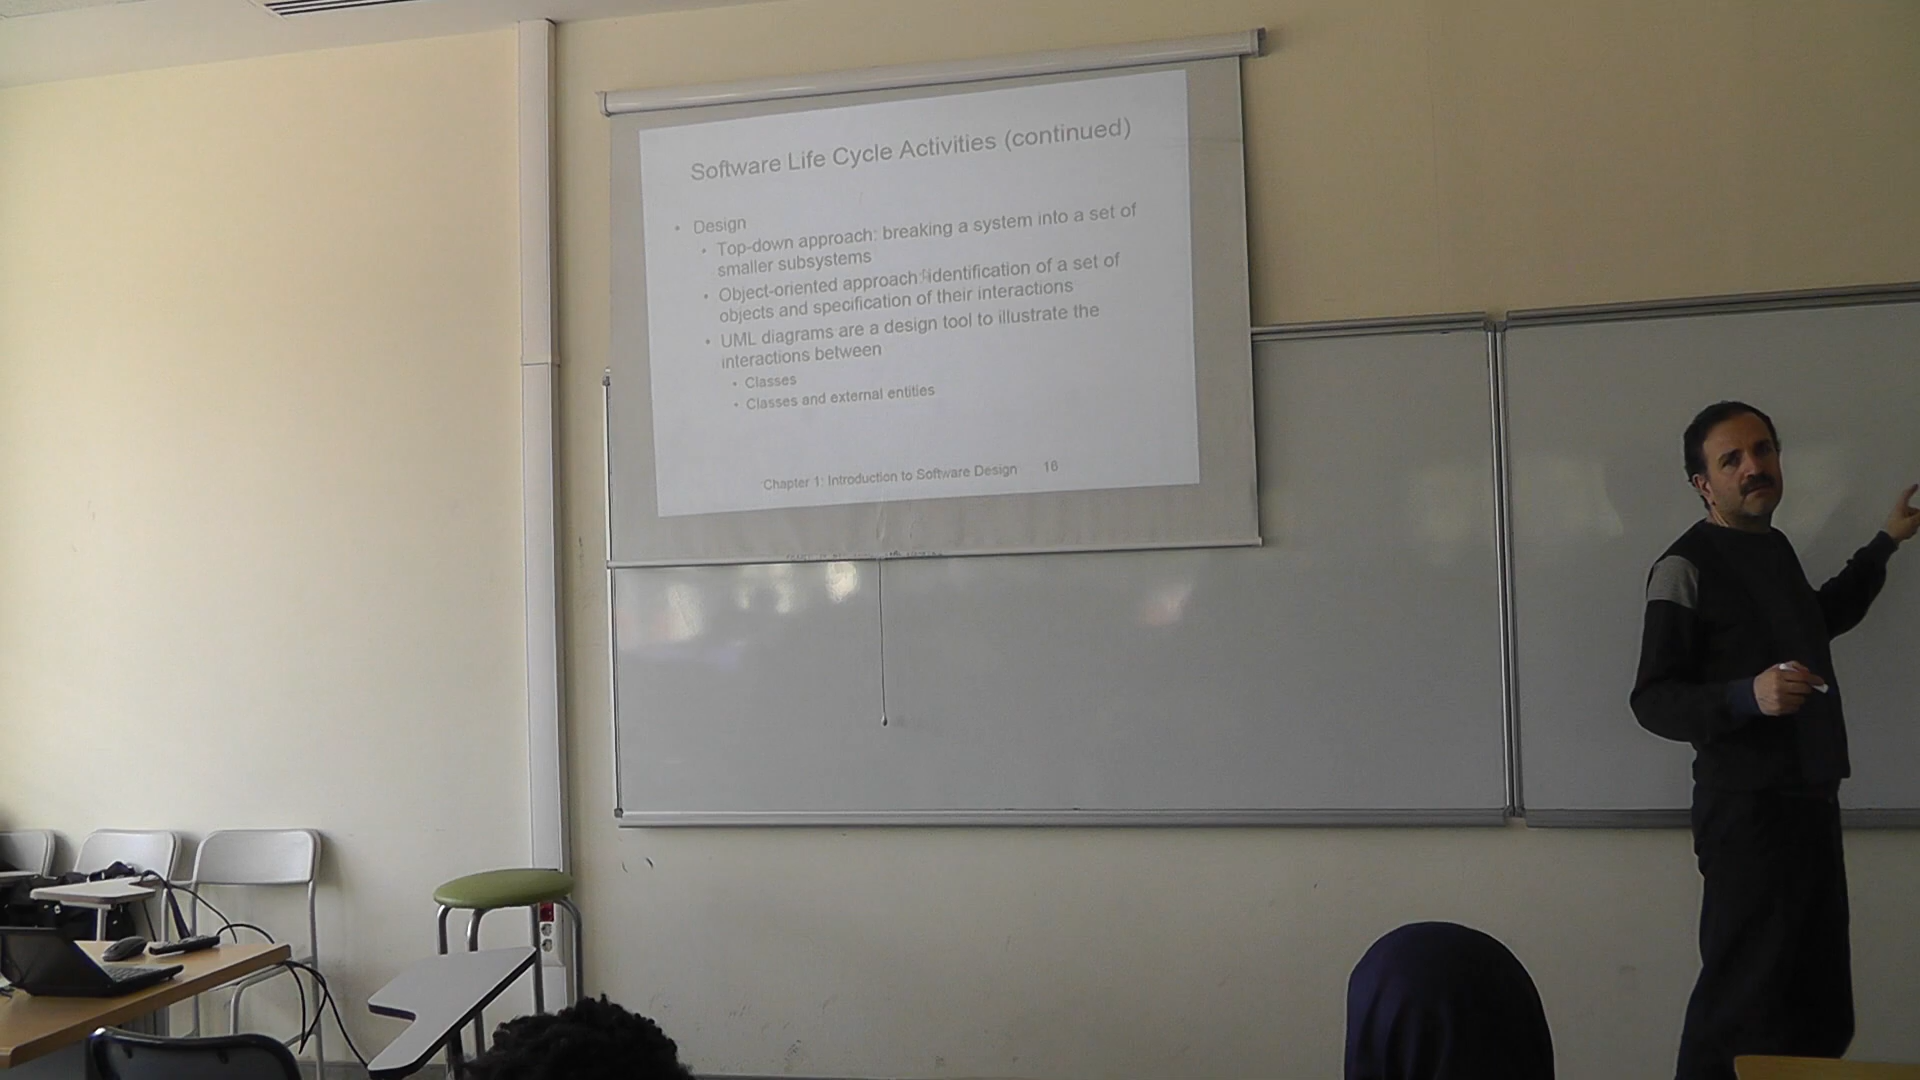 Software Life Cycle Activities (continued)
• Design
• Top-down approach: breaking a system into a set of
smaller subsystems
• Object-oriented approach: identification of a set of
objects and specification of their interactions
• UML diagrams are a design tool to illustrate the
interactions between
• Classes
• Classes and external entities
Chapter 1: Introduction to Software Design 16